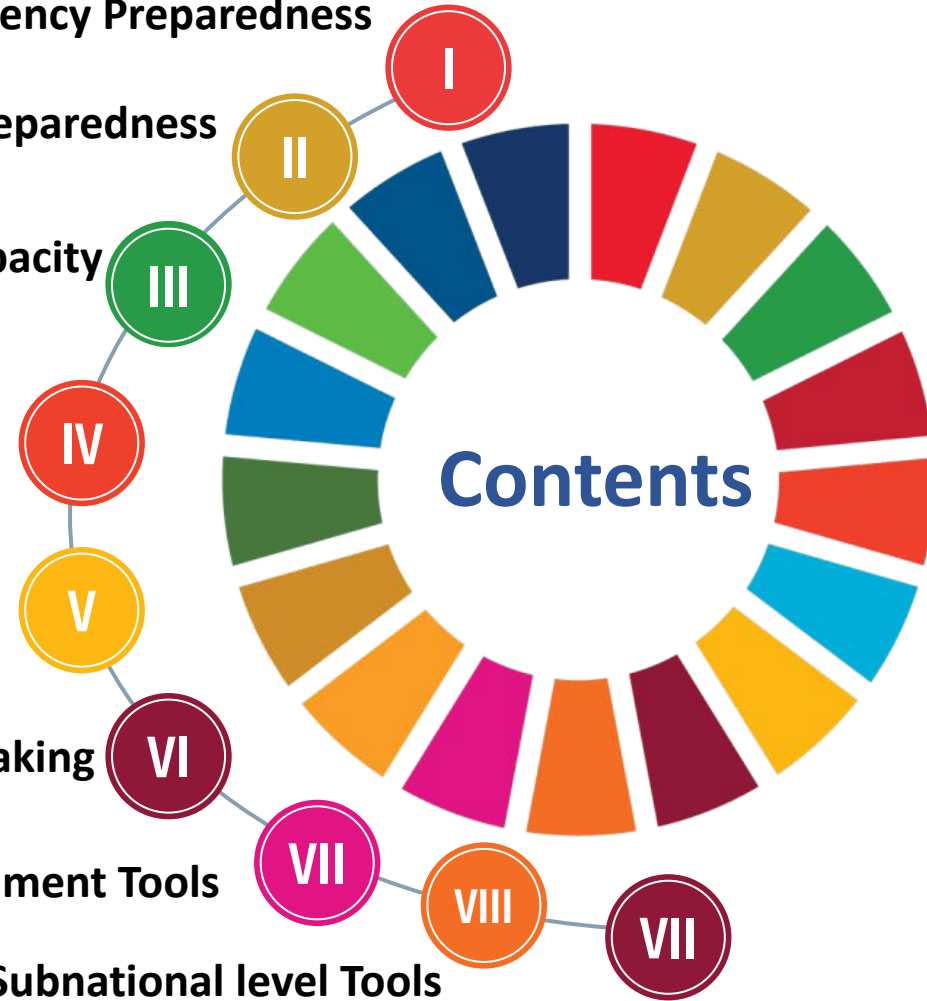 ency Preparedness
I
eparedness
II
pacity
III
IV
Contents
V
aking
VI
ment Tools
VII
VIII
VII
Subnational level Tools